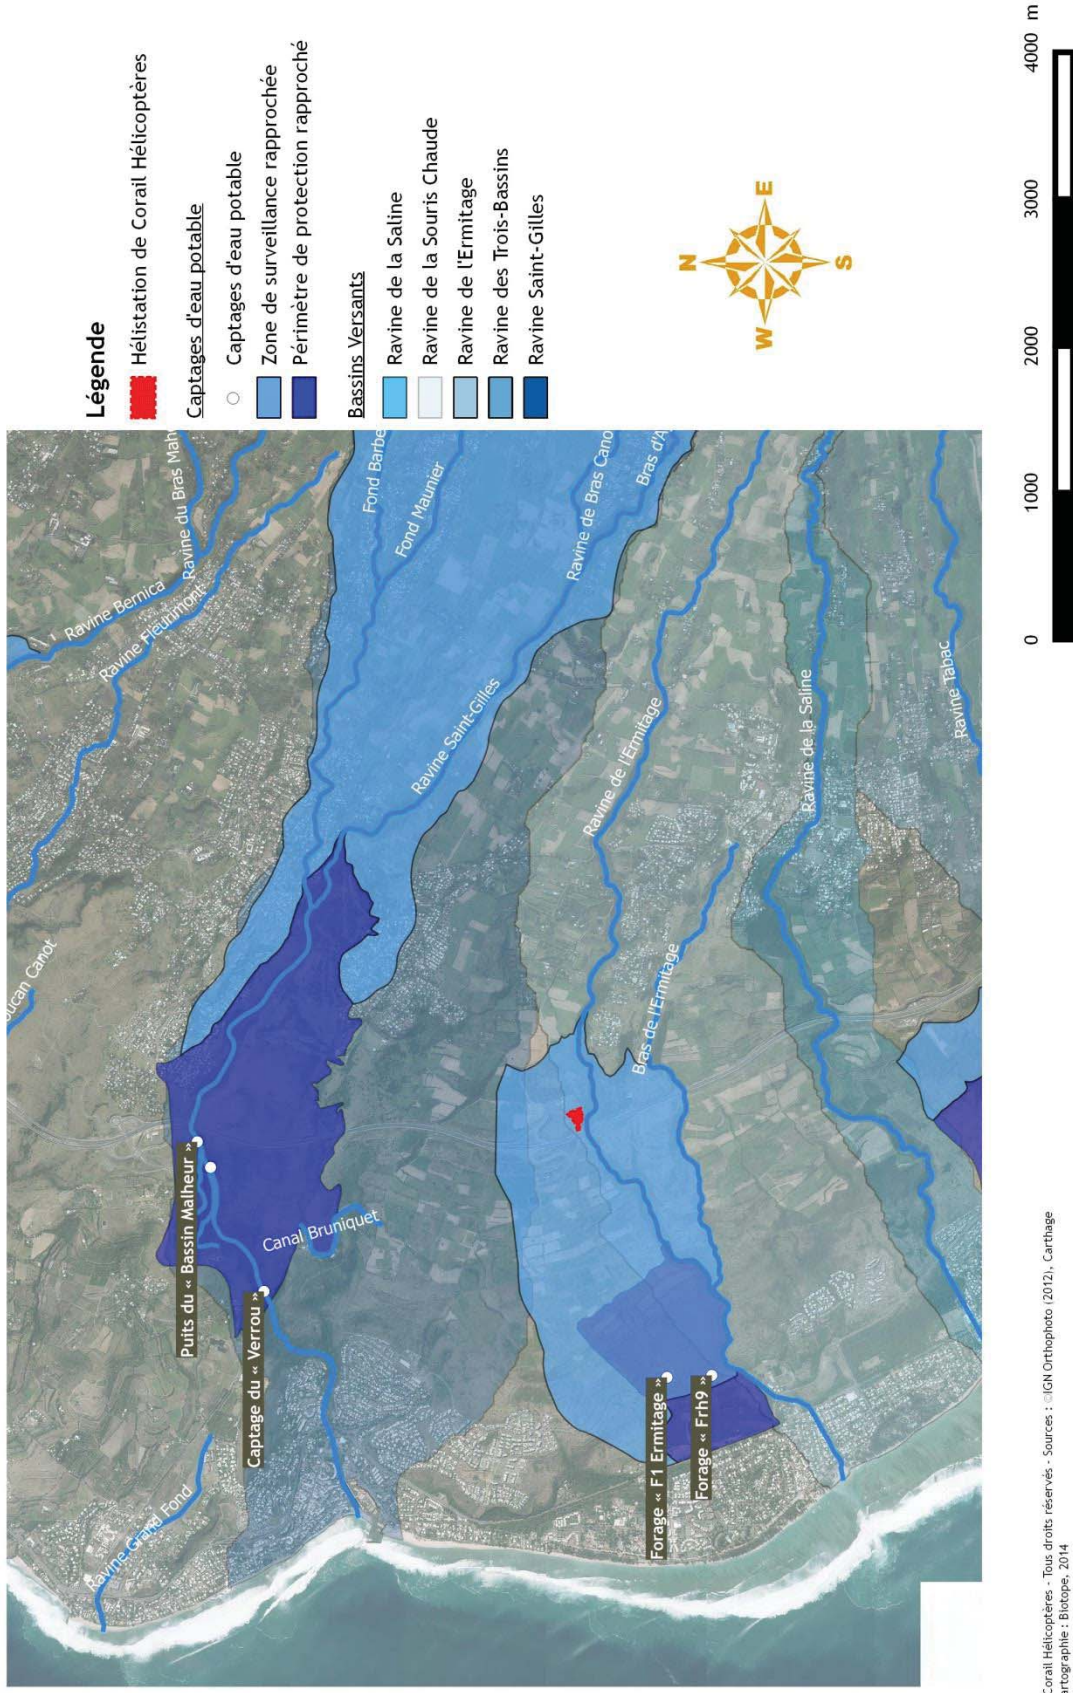 Légende
Hélistation de Corail Hélicoptères
Captages d'eau potable
Captages d'eau potable
Zone de surveillance rapprochée
Périmètre de protection rapproché
Bassins Versants
Ravine de la Saline
Ravine de la Souris Chaude
Ravine de l'Ermitage
Ravine des Trois-Bassins
Ravine Saint-Gilles
N
W
E
S
0
1000
2000
3000
4000 m
Ravine Bernica
Ravine du Bras Mah
Ravine Fleurimont
Fond Barbe
Fond Maunier
Ravine de Bras Cano
Bras d'A
Ravine Saint-Gilles
oucan Canot
Puits du « Bassin Malheur »
Canal Bruniquet
Captage du « Verrou »
Ravine Grand Fond
Ravine de l'Ermitage
Bras de l'Ermitage
Ravine de la Saline
Ravine Tabac
Forage « F1 Ermitage »
Forage « Frh9 »
Corail Hélicoptères - Tous droits réservés - Sources : ©IGN Orthophoto (2012), Carthage
artographie : Biotope, 2014